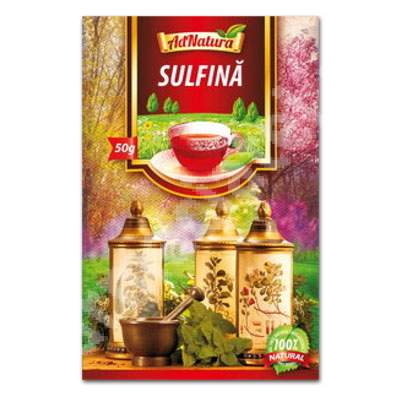 AdNatura
SULFINĂ
50g
100%
NATURAL